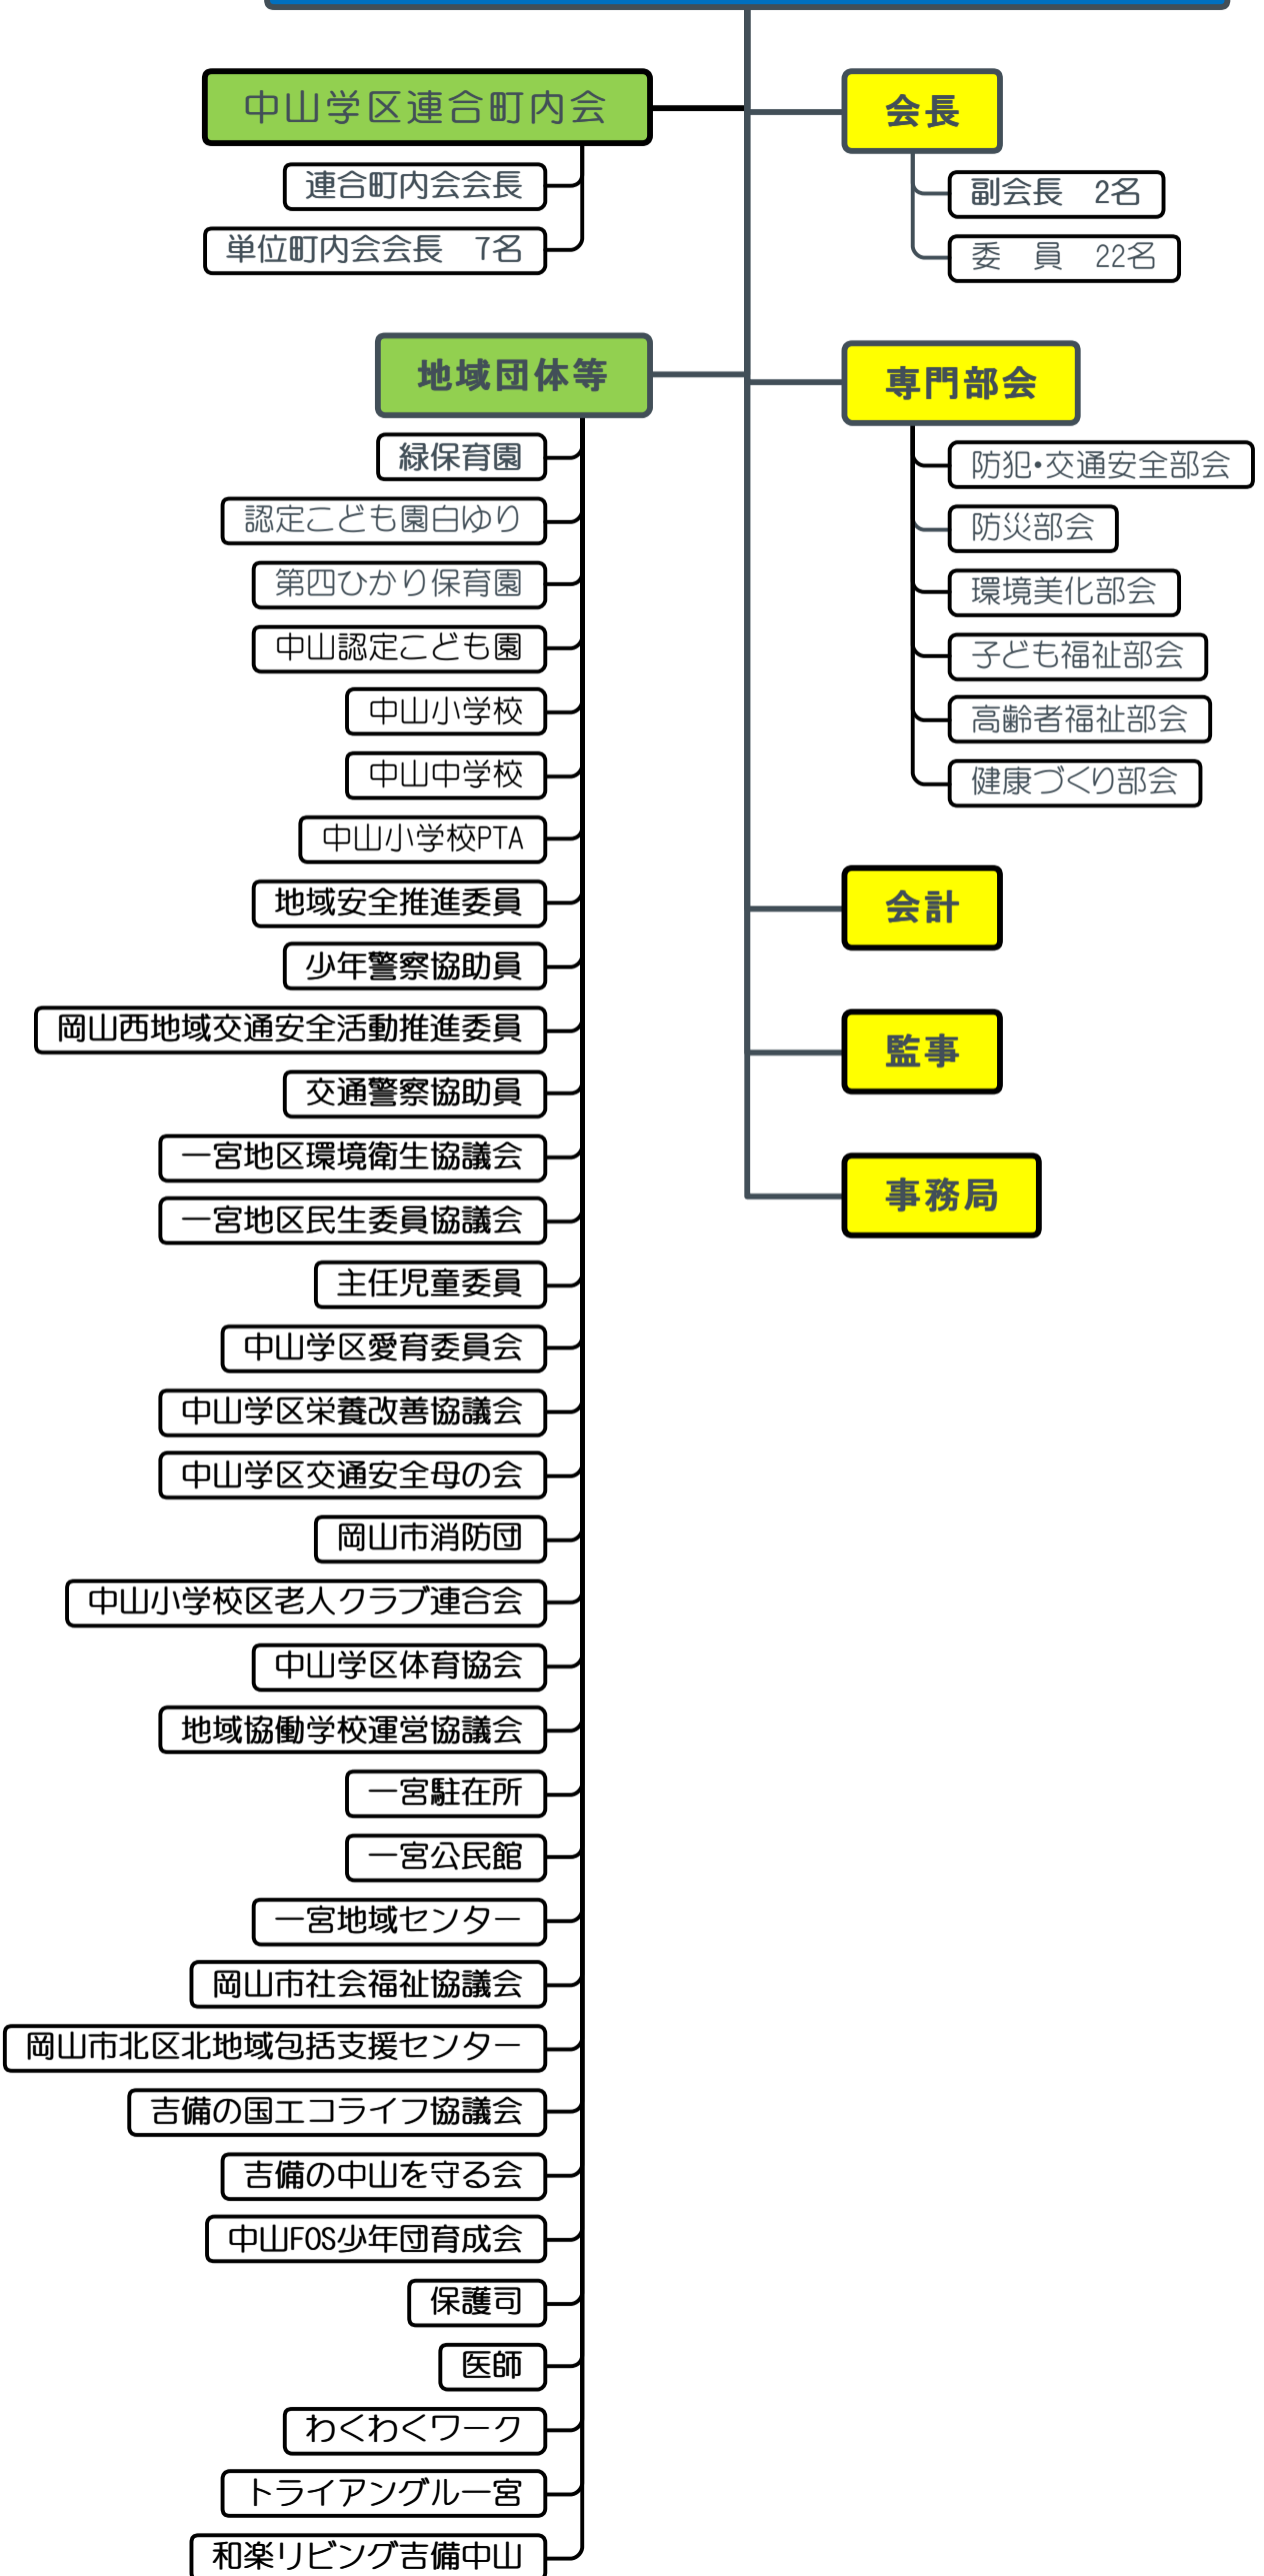 中山学区連合町内会
連合町内会会長
単位町内会会長　7名
地域団体等
緑保育園
認定こども園白ゆり
第四ひかり保育園
中山認定こども園
中山小学校
中山中学校
中山小学校PTA
地域安全推進委員
少年警察協助員
岡山西地域交通安全活動推進委員
交通警察協助員
一宮地区環境衛生協議会
一宮地区民生委員協議会
主任児童委員
中山学区愛育委員会
中山学区栄養改善協議会
中山学区交通安全母の会
岡山市消防団
中山小学校区老人クラブ連合会
中山学区体育協会
地域協働学校運営協議会
一宮駐在所
一宮公民館
一宮地域センター
岡山市社会福祉協議会
岡山市北区北地域包括支援センター
吉備の国エコライフ協議会
吉備の中山を守る会
中山FOS少年団育成会
保護司
医師
わくわくワーク
トライアングル一宮
和楽リビング吉備中山
会長
副会長　2名
委　員　22名
専門部会
防犯・交通安全部会
防災部会
環境美化部会
子ども福祉部会
高齢者福祉部会
健康づくり部会
会計
監事
事務局